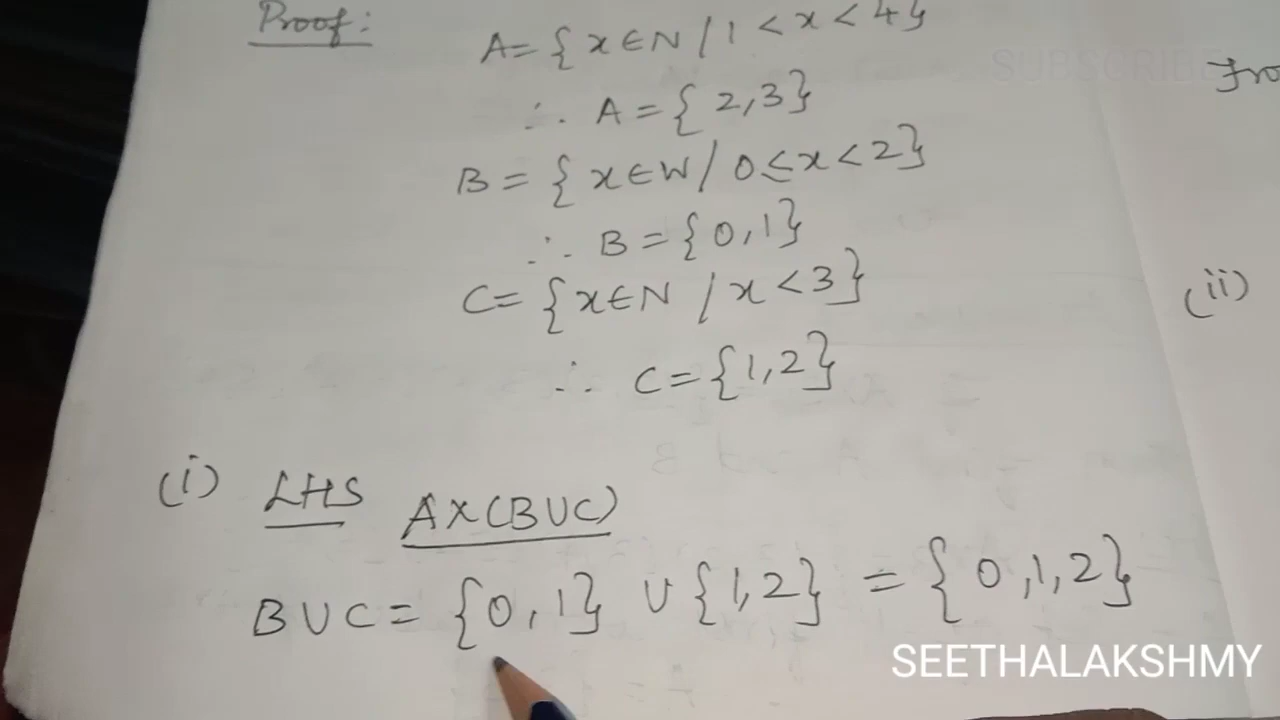 Proof:
A= { x ∈ N / 1 < x < 4}
∴ A = { 2,3}
B = { x ∈ W / 0 ≤ x < 2}
∴ B = {0,1}
C= {x ∈ N / x < 3}
∴ C = {1,2}
(ii)
(i) LHS A X (B U C)
B U C = {0,1} U {1,2} = {0,1,2}
SUBSCRIBE
SEETHALAKSHMY